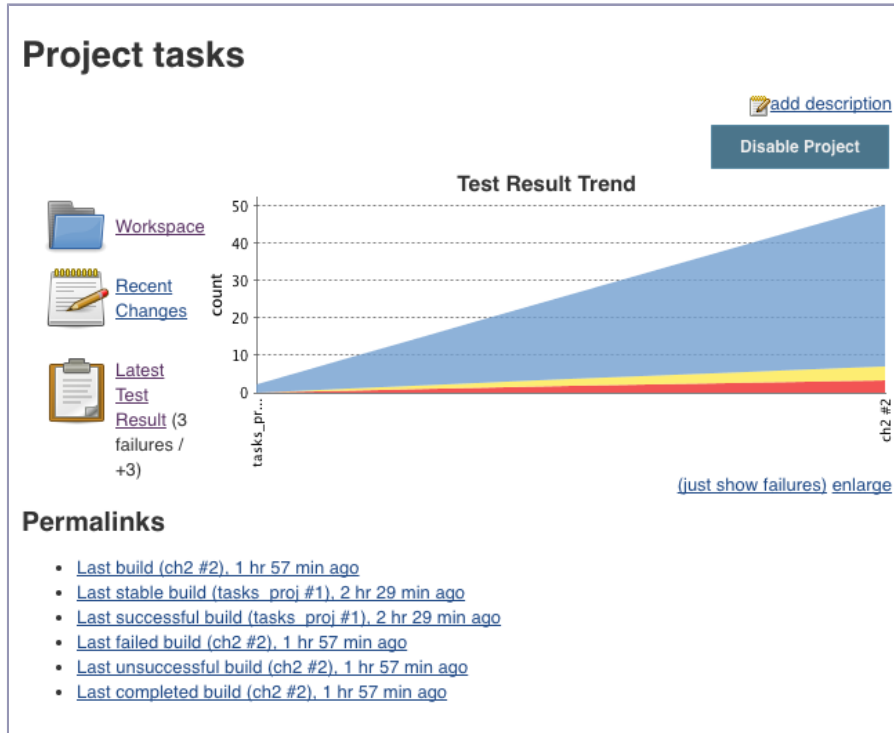 Project tasks
add description
Disable Project
Test Result Trend
Workspace
Recent
Changes
Latest
Test
Result (3
failures /
+3)
count
50
40
30
20
10
0
tasks_pr...
ch2 #2
(just show failures) enlarge
Permalinks
Last build (ch2 #2), 1 hr 57 min ago
Last stable build (tasks_proj #1), 2 hr 29 min ago
Last successful build (tasks_proj #1), 2 hr 29 min ago
Last failed build (ch2 #2), 1 hr 57 min ago
Last unsuccessful build (ch2 #2), 1 hr 57 min ago
Last completed build (ch2 #2), 1 hr 57 min ago